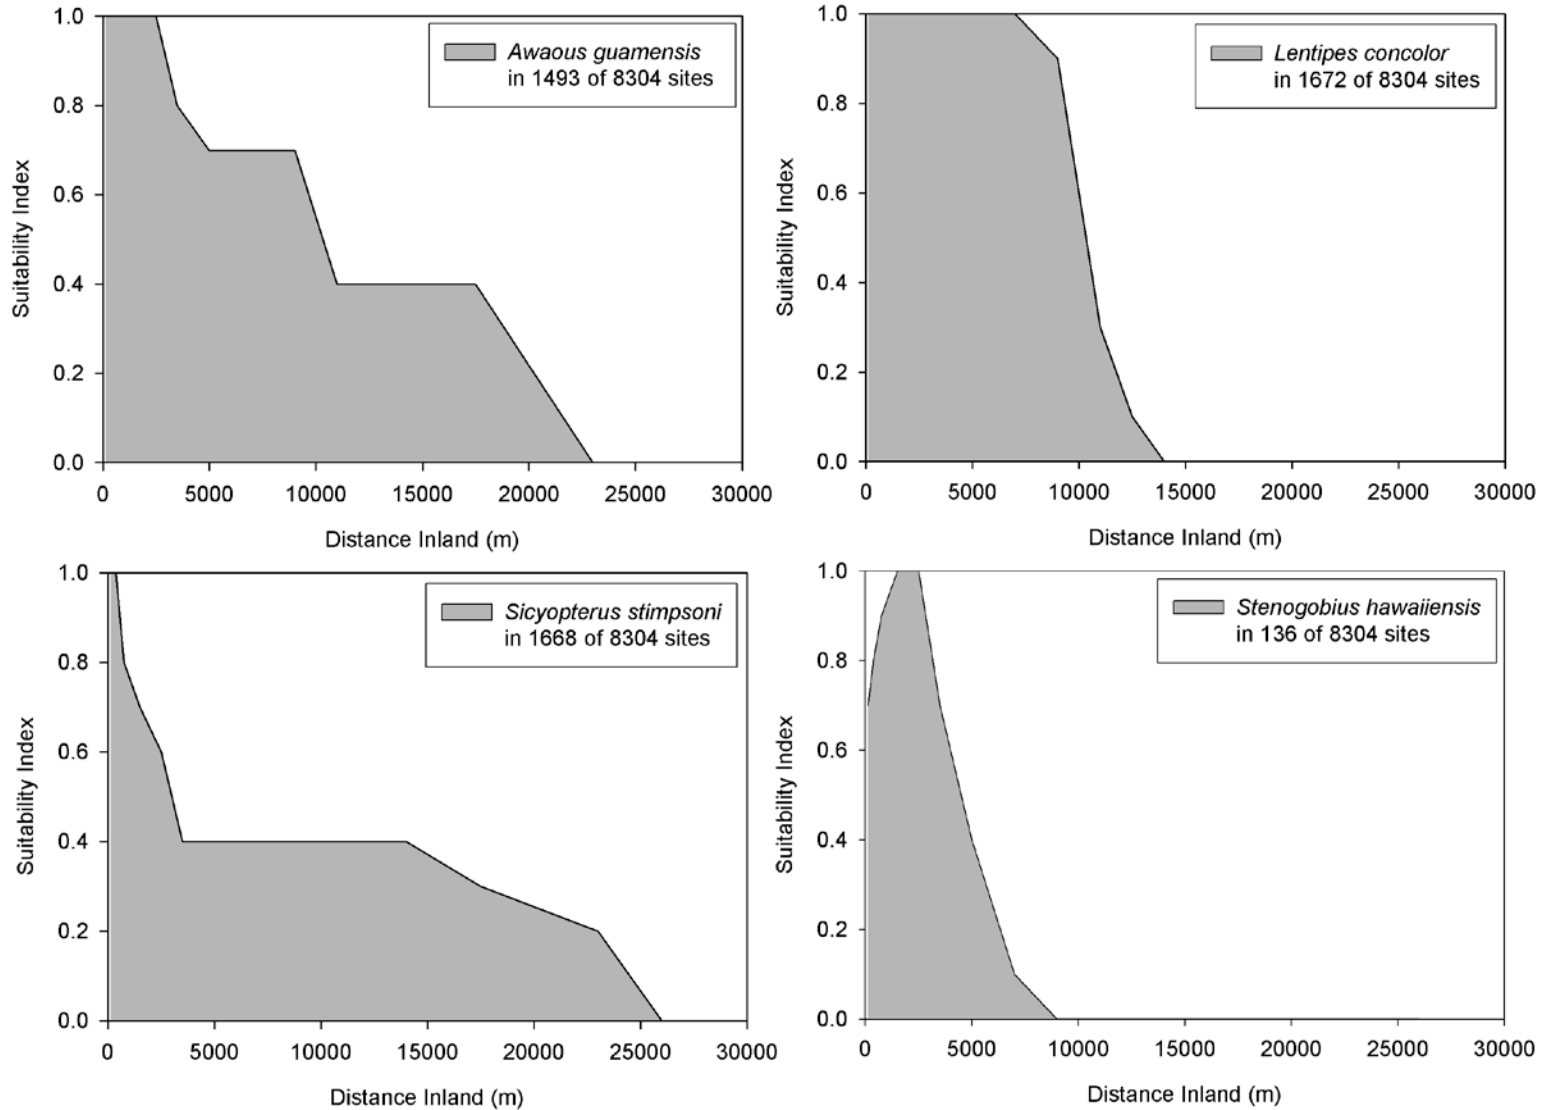 1.0
0.8
0.6
0.4
0.2
0.0
Suitability Index
Awaous guamensis
in 1493 of 8304 sites
0 5000 10000 15000 20000 25000 30000
Distance Inland (m)
1.0
0.8
0.6
0.4
0.2
0.0
Suitability Index
Lentipes concolor
in 1672 of 8304 sites
0 5000 10000 15000 20000 25000 30000
Distance Inland (m)
1.0
0.8
0.6
0.4
0.2
0.0
Suitability Index
Sicyopterus stimpsoni
in 1668 of 8304 sites
0 5000 10000 15000 20000 25000 30000
Distance Inland (m)
1.0
0.8
0.6
0.4
0.2
0.0
Suitability Index
Stenogobius hawaiiensis
in 136 of 8304 sites
0 5000 10000 15000 20000 25000 30000
Distance Inland (m)